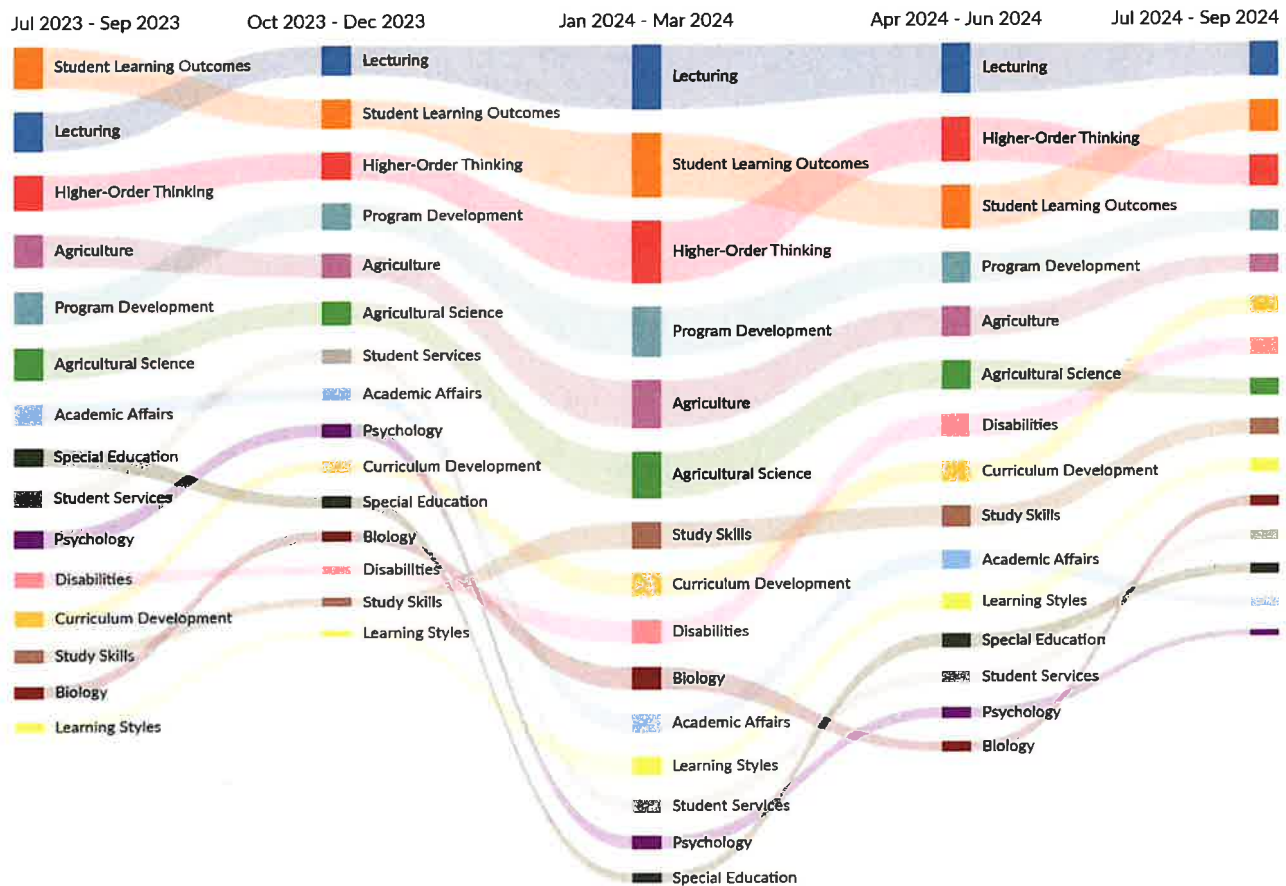 Jul 2023 - Sep 2023
Oct 2023 - Dec 2023
Jan 2024 - Mar 2024
Apr 2024 - Jun 2024
Jul 2024 - Sep 2024
Student Learning Outcomes
Lecturing
Higher-Order Thinking
Agriculture
Program Development
Agricultural Science
Academic Affairs
Special Education
Student Services
Psychology
Disabilities
Curriculum Development
Study Skills
Biology
Learning Styles
Lecturing
Student Learning Outcomes
Higher-Order Thinking
Program Development
Agriculture
Agricultural Science
Student Services
Academic Affairs
Psychology
Curriculum Development
Special Education
Biology
Disabilities
Study Skills
Learning Styles
Lecturing
Student Learning Outcomes
Higher-Order Thinking
Program Development
Agriculture
Agricultural Science
Study Skills
Curriculum Development
Disabilities
Biology
Academic Affairs
Learning Styles
Student Services
Psychology
Special Education
Lecturing
Higher-Order Thinking
Student Learning Outcomes
Program Development
Agriculture
Agricultural Science
Disabilities
Curriculum Development
Study Skills
Academic Affairs
Learning Styles
Special Education
Student Services
Psychology
Biology